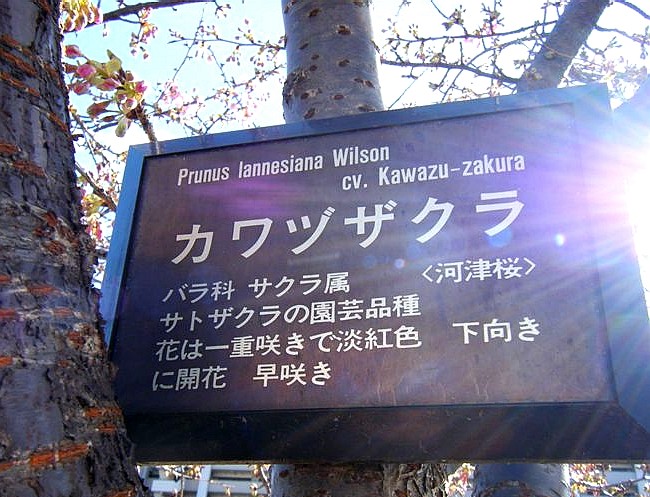 Prunus lannesiana Wilson
cv. Kawazu-zakura
カワヅザクラ
バラ科 サクラ属 〈河津桜〉
サトザクラの園芸品種
花は一重咲きで淡紅色 下向き
に開花 早咲き